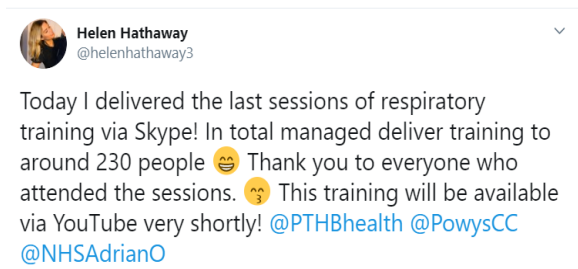 Helen Hathaway
@helenhathaway3
Today I delivered the last sessions of respiratory
training via Skype! In total managed deliver training to
around 230 people 😁 Thank you to everyone who
attended the sessions. 😙 This training will be available
via YouTube very shortly! @PTHBhealth @PowysCC
@NHSAdrianO